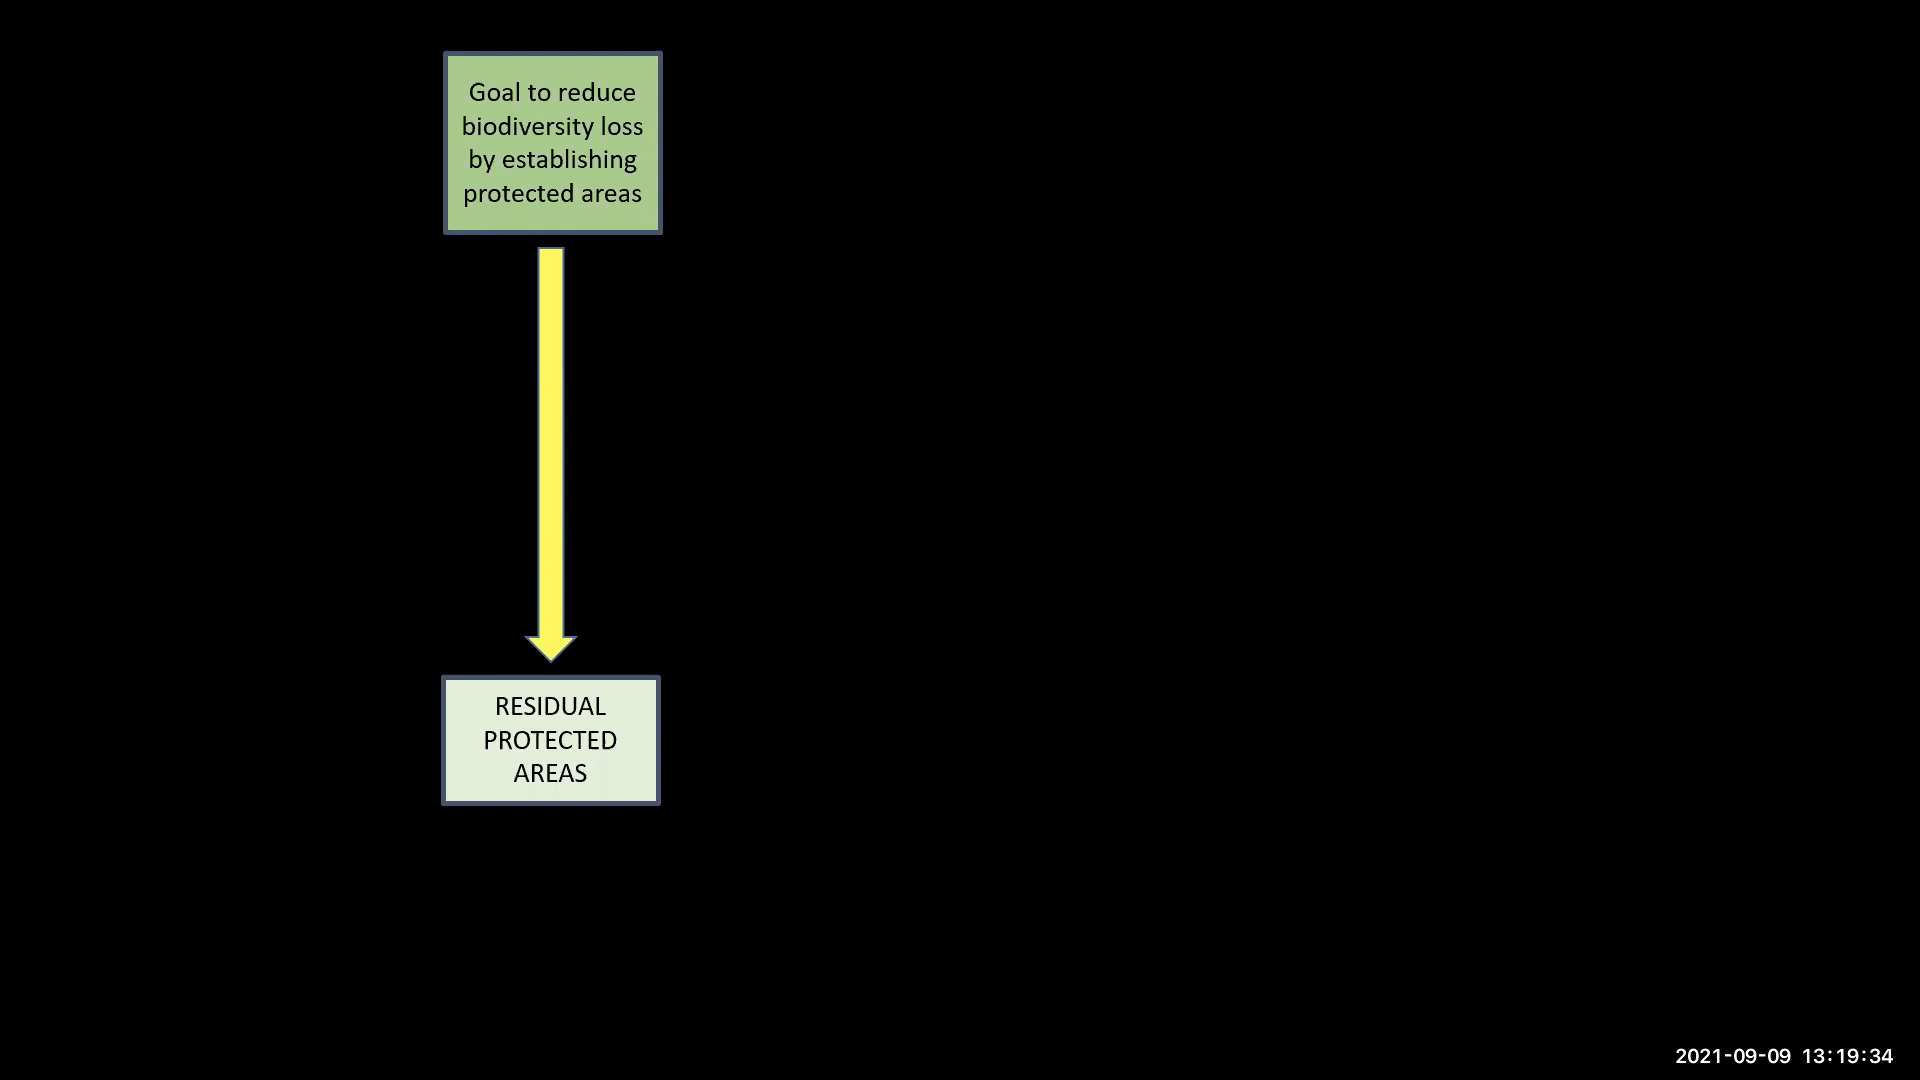 Goal to reduce
biodiversity loss
by establishing
protected areas
RESIDUAL
PROTECTED
AREAS
2021-09-09 13:19:34